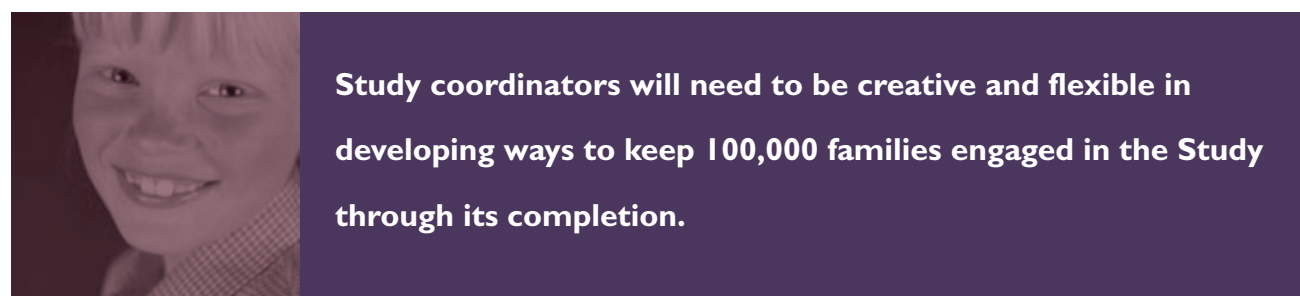 Study coordinators will need to be creative and flexible in
developing ways to keep 100,000 families engaged in the Study
through its completion.